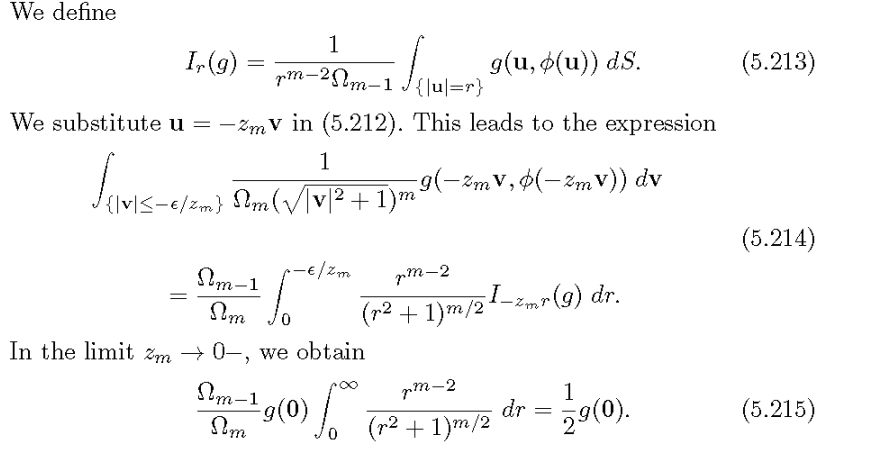 We define
I_r(g) = \frac{1}{r^{m-2}\Omega_{m-1}} \int_{\{|\mathbf{u}|=r\}} g(\mathbf{u}, \phi(\mathbf{u})) \, dS. (5.213)
We substitute \mathbf{u} = -z_m\mathbf{v} in (5.212). This leads to the expression
\int_{\{|\mathbf{v}| \leq -\epsilon/z_m\}} \frac{1}{\Omega_m(\sqrt{|\mathbf{v}|^2+1})^m} g(-z_m\mathbf{v}, \phi(-z_m\mathbf{v})) \, d\mathbf{v}
(5.214)
= \frac{\Omega_{m-1}}{\Omega_m} \int_0^{-\epsilon/z_m} \frac{r^{m-2}}{(r^2+1)^{m/2}} I_{-z_m r}(g) \, dr.
In the limit z_m \to 0-, we obtain
\frac{\Omega_{m-1}}{\Omega_m} g(\mathbf{0}) \int_0^\infty \frac{r^{m-2}}{(r^2+1)^{m/2}} \, dr = \frac{1}{2} g(\mathbf{0}). (5.215)